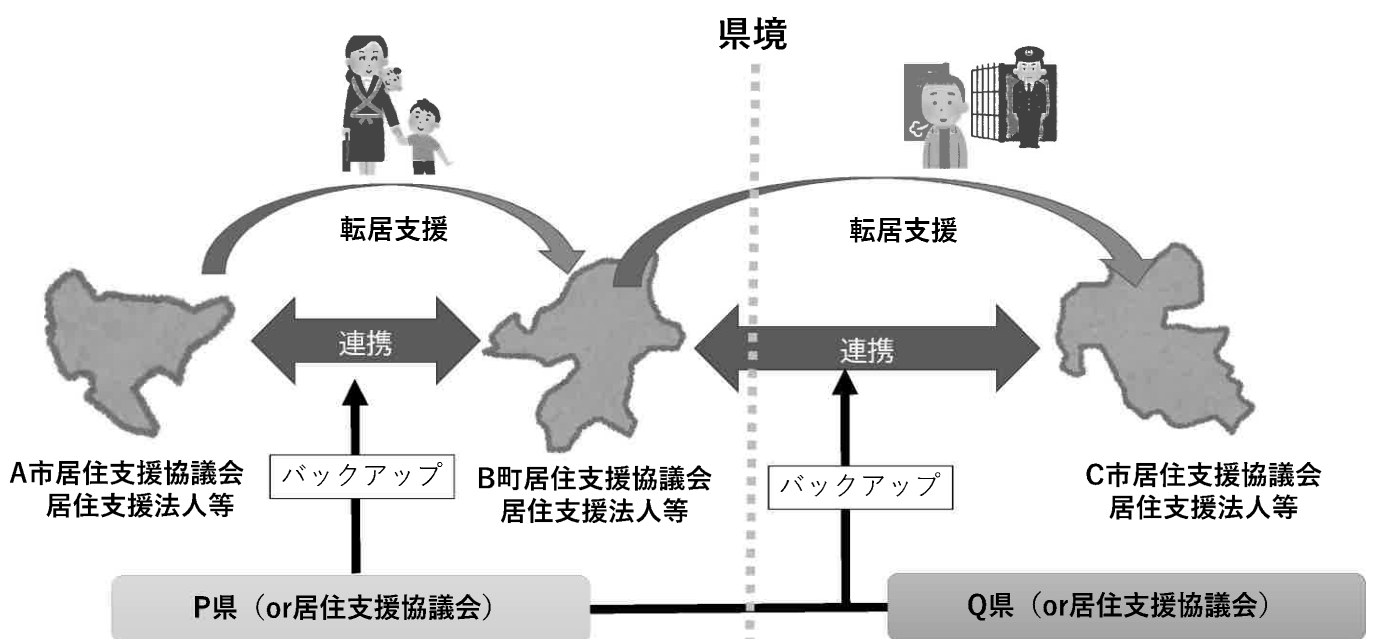 県境
転居支援
転居支援
連携
連携
A市居住支援協議会
居住支援法人等
バックアップ
B町居住支援協議会
居住支援法人等
バックアップ
C市居住支援協議会
居住支援法人等
P県（or居住支援協議会）
Q県（or居住支援協議会）